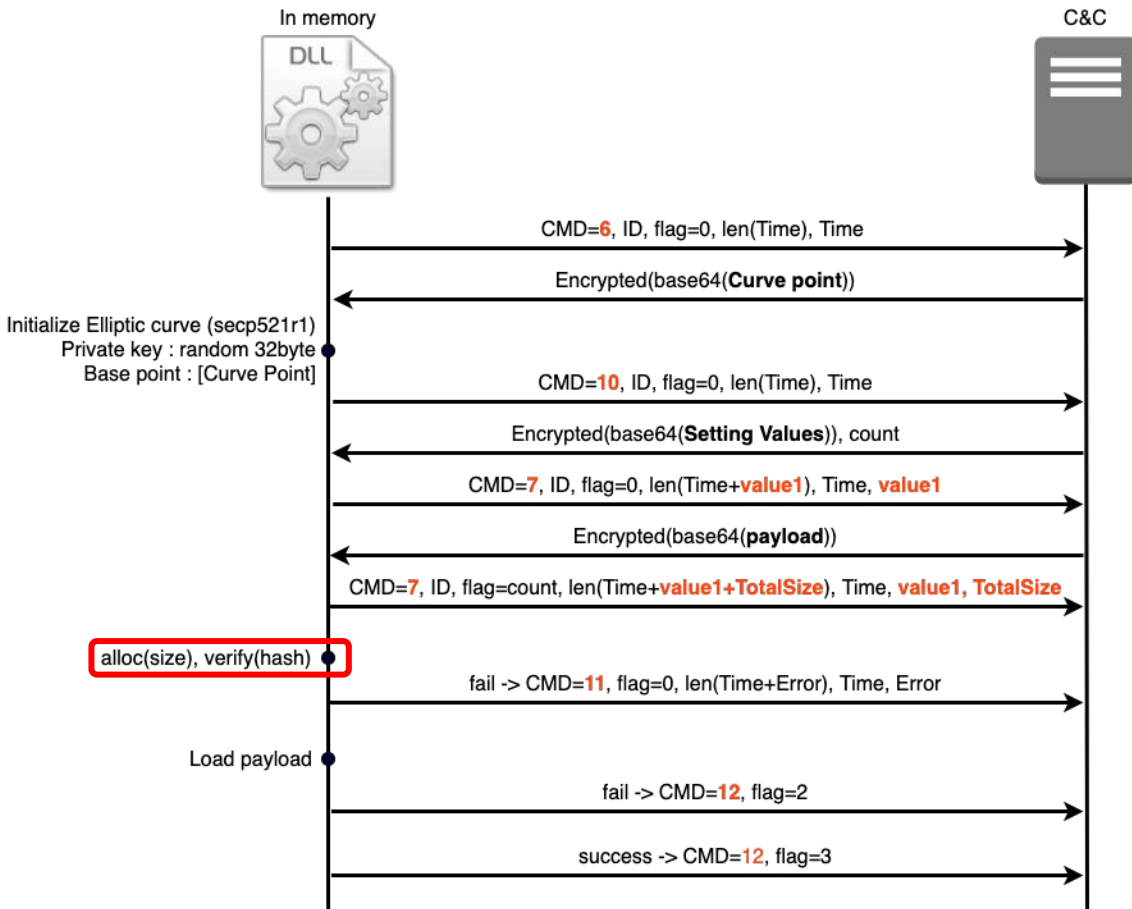 In memory
C&C
DLL
CMD=6, ID, flag=0, len(Time), Time
Encrypted(base64(Curve point))
Initialize Elliptic curve (secp521r1)
Private key : random 32byte
Base point : [Curve Point]
CMD=10, ID, flag=0, len(Time), Time
Encrypted(base64(Setting Values)), count
CMD=7, ID, flag=0, len(Time+value1), Time, value1
Encrypted(base64(payload))
CMD=7, ID, flag=count, len(Time+value1+TotalSize), Time, value1, TotalSize
alloc(size), verify(hash)
fail -> CMD=11, flag=0, len(Time+Error), Time, Error
Load payload
fail -> CMD=12, flag=2
success -> CMD=12, flag=3